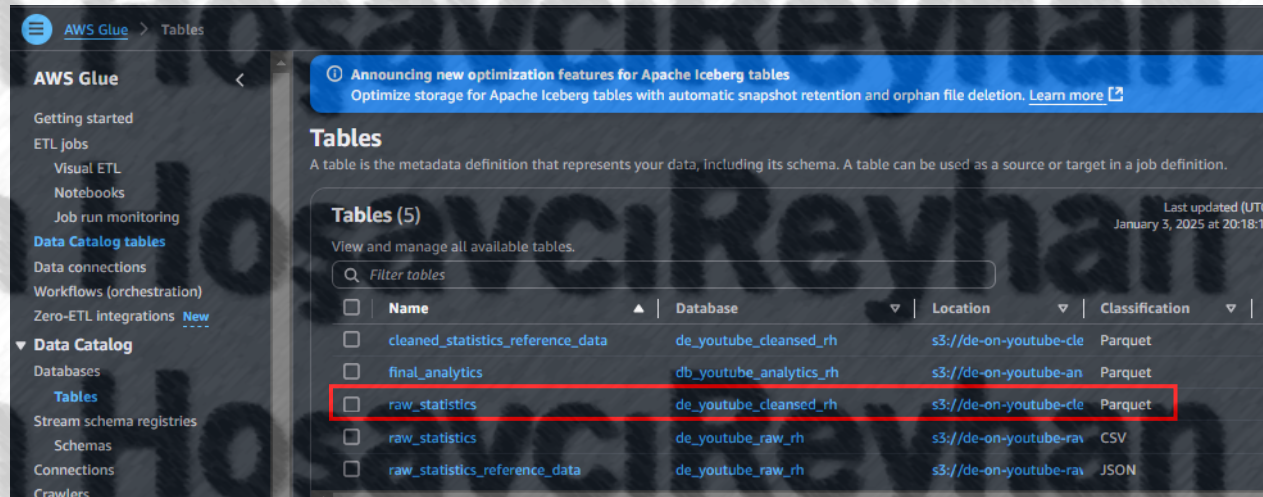 AWS Glue > Tables
AWS Glue
Getting started
ETL jobs
Visual ETL
Notebooks
Job run monitoring
Data Catalog tables
Data connections
Workflows (orchestration)
Zero-ETL integrations New
Data Catalog
Databases
Tables
Stream schema registries
Schemas
Connections
Crawlers
Announcing new optimization features for Apache Iceberg tables
Optimize storage for Apache Iceberg tables with automatic snapshot retention and orphan file deletion. Learn more
Tables
A table is the metadata definition that represents your data, including its schema. A table can be used as a source or target in a job definition.
Tables (5)
Last updated (UT
January 3, 2025 at 20:18:1
View and manage all available tables.
Filter tables
Name Database Location Classification
cleaned_statistics_reference_data de_youtube_cleansed_rh s3://de-on-youtube-cle Parquet
final_analytics db_youtube_analytics_rh s3://de-on-youtube-an Parquet
raw_statistics de_youtube_cleansed_rh s3://de-on-youtube-cle Parquet
raw_statistics de_youtube_raw_rh s3://de-on-youtube-rav CSV
raw_statistics_reference_data de_youtube_raw_rh s3://de-on-youtube-rav JSON
HosavciReyhan